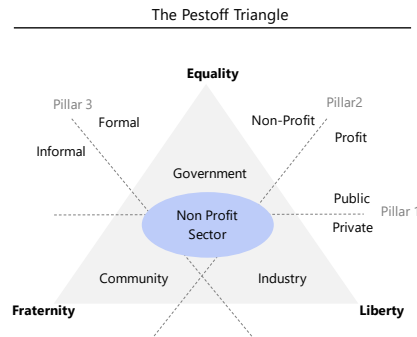 The Pestoff Triangle
Equality
Pillar 3
Pillar2
Formal
Non-Profit
Informal
Profit
Government
Public
Non Profit
Sector
Pillar 1
Private
Community
Industry
Fraternity
Liberty